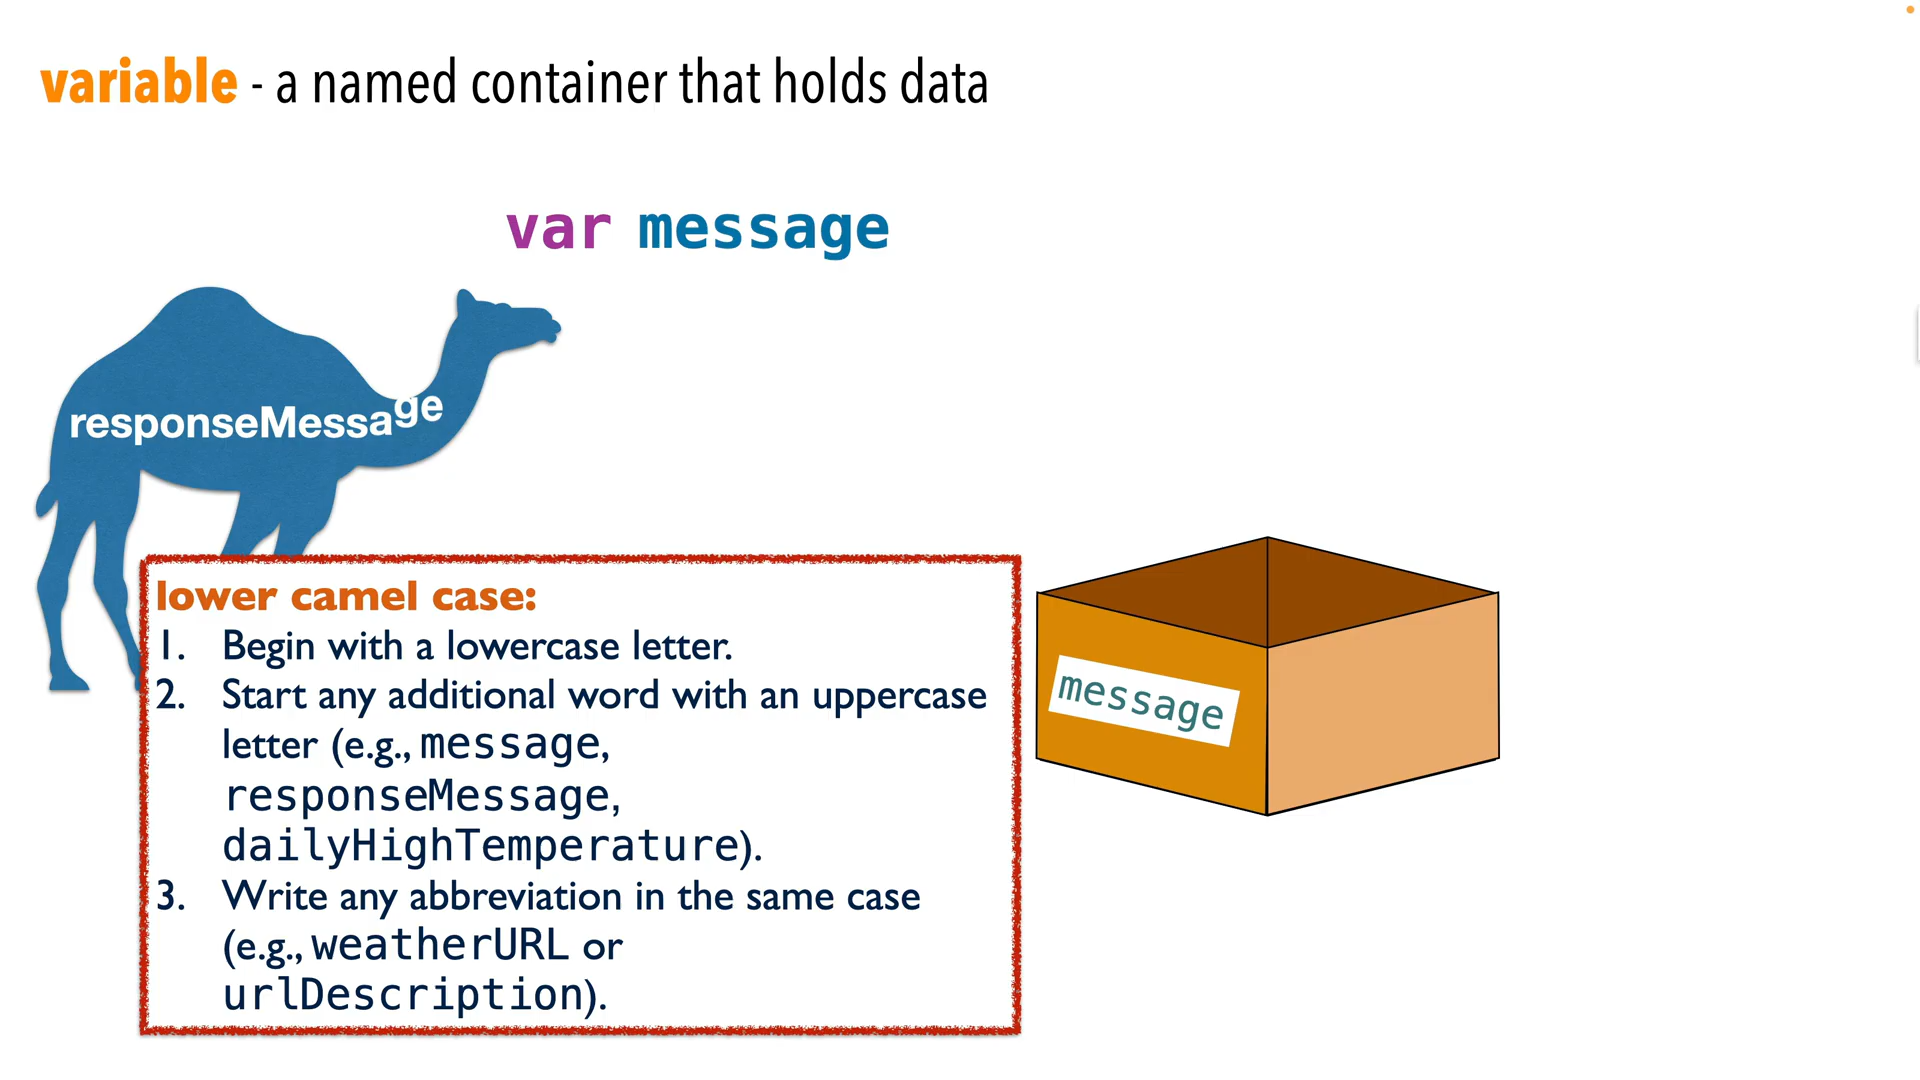 variable - a named container that holds data
var message
responseMessage
lower camel case:
1. Begin with a lowercase letter.
2. Start any additional word with an uppercase
letter (e.g., message,
responseMessage,
dailyHighTemperature).
3. Write any abbreviation in the same case
(e.g., weatherURL or
urlDescription).
message